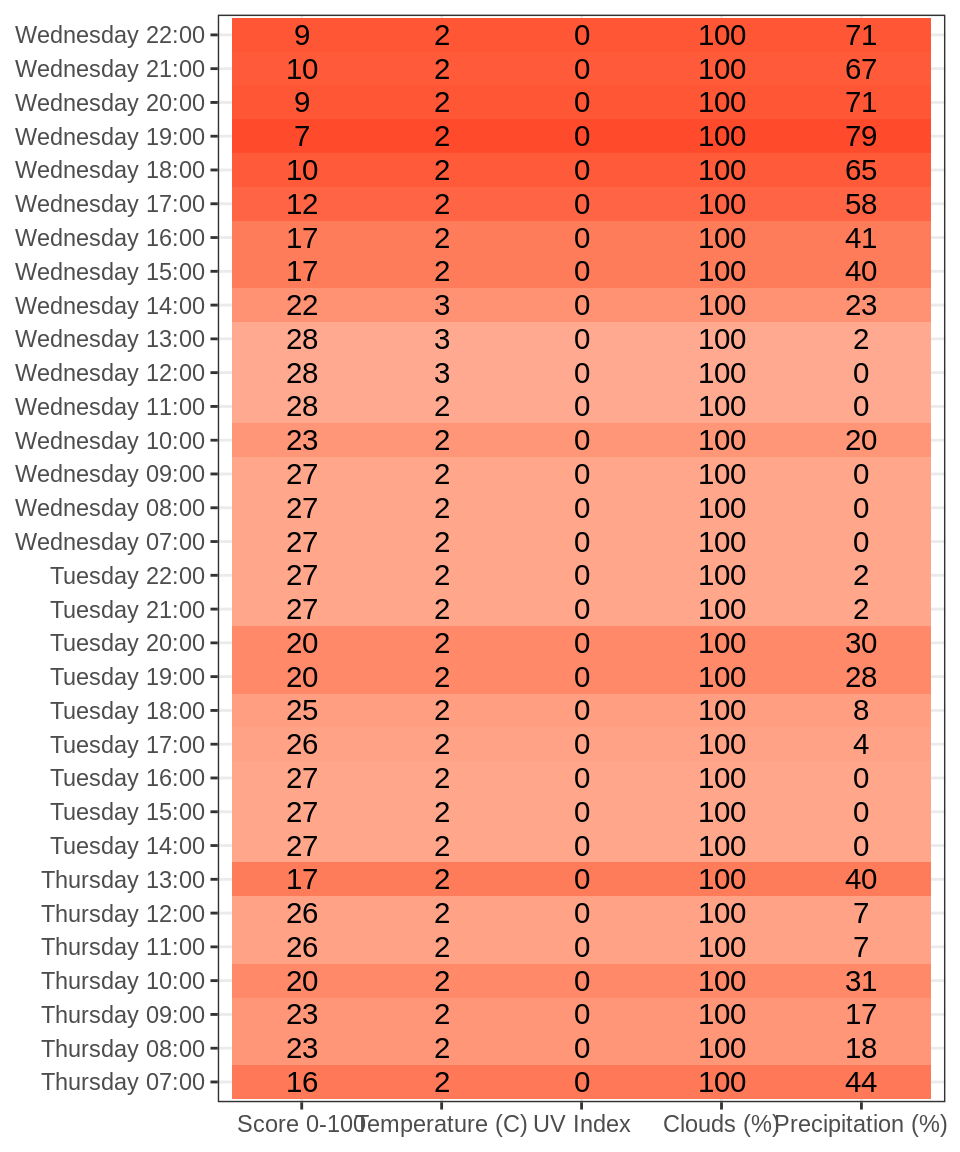 Wednesday 22:00 9 2 0 100 71
Wednesday 21:00 10 2 0 100 67
Wednesday 20:00 9 2 0 100 71
Wednesday 19:00 7 2 0 100 79
Wednesday 18:00 10 2 0 100 65
Wednesday 17:00 12 2 0 100 58
Wednesday 16:00 17 2 0 100 41
Wednesday 15:00 17 2 0 100 40
Wednesday 14:00 22 3 0 100 23
Wednesday 13:00 28 3 0 100 2
Wednesday 12:00 28 3 0 100 0
Wednesday 11:00 28 2 0 100 0
Wednesday 10:00 23 2 0 100 20
Wednesday 09:00 27 2 0 100 0
Wednesday 08:00 27 2 0 100 0
Wednesday 07:00 27 2 0 100 0
Tuesday 22:00 27 2 0 100 2
Tuesday 21:00 27 2 0 100 2
Tuesday 20:00 20 2 0 100 30
Tuesday 19:00 20 2 0 100 28
Tuesday 18:00 25 2 0 100 8
Tuesday 17:00 26 2 0 100 4
Tuesday 16:00 27 2 0 100 0
Tuesday 15:00 27 2 0 100 0
Tuesday 14:00 27 2 0 100 0
Thursday 13:00 17 2 0 100 40
Thursday 12:00 26 2 0 100 7
Thursday 11:00 26 2 0 100 7
Thursday 10:00 20 2 0 100 31
Thursday 09:00 23 2 0 100 17
Thursday 08:00 23 2 0 100 18
Thursday 07:00 16 2 0 100 44
Score 0-100 Temperature (C) UV Index Clouds (%) Precipitation (%)